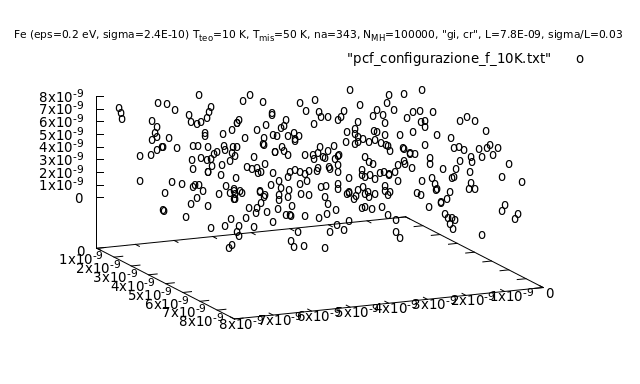 Fe (eps=0.2 eV, sigma=2.4E-10) Tteo=10 K, Tmis=50 K, na=343, NMH=100000, "gi, cr", L=7.8E-09, sigma/L=0.03
"pcf_configurazione_f_10K.txt" o
8x10-9
7x10-9
6x10-9
5x10-9
4x10-9
3x10-9
2x10-9
1x10-9
0
0
1x10-9
2x10-9
3x10-9
4x10-9
5x10-9
6x10-9
7x10-9
8x10-9
8x10-9 7x10-9 6x10-9 5x10-9 4x10-9 3x10-9 2x10-9 1x10-9 0